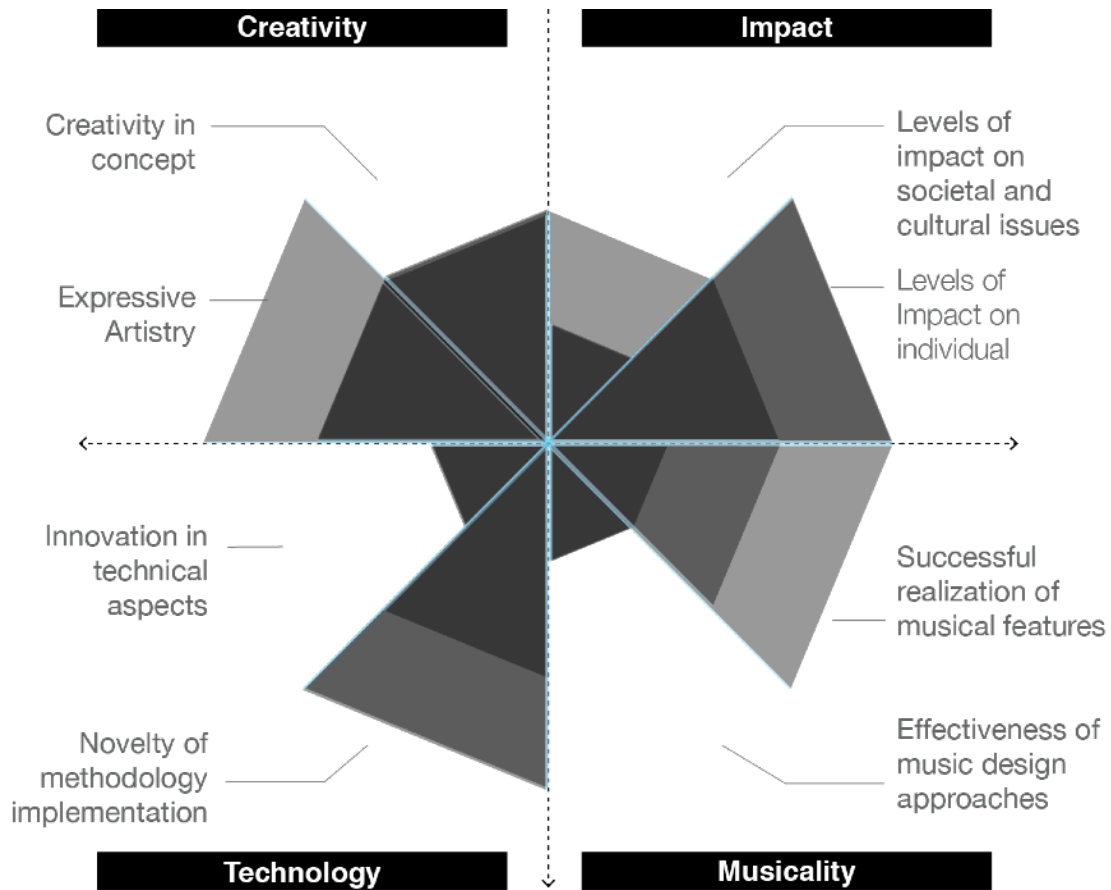 Creativity
Impact
Creativity in
concept
Levels of
impact on
societal and
cultural issues
Expressive
Artistry
Levels of
Impact on
individual
Innovation in
technical
aspects
Successful
realization of
musical features
Novelty of
methodology
implementation
Effectiveness of
music design
approaches
Technology
Musicality